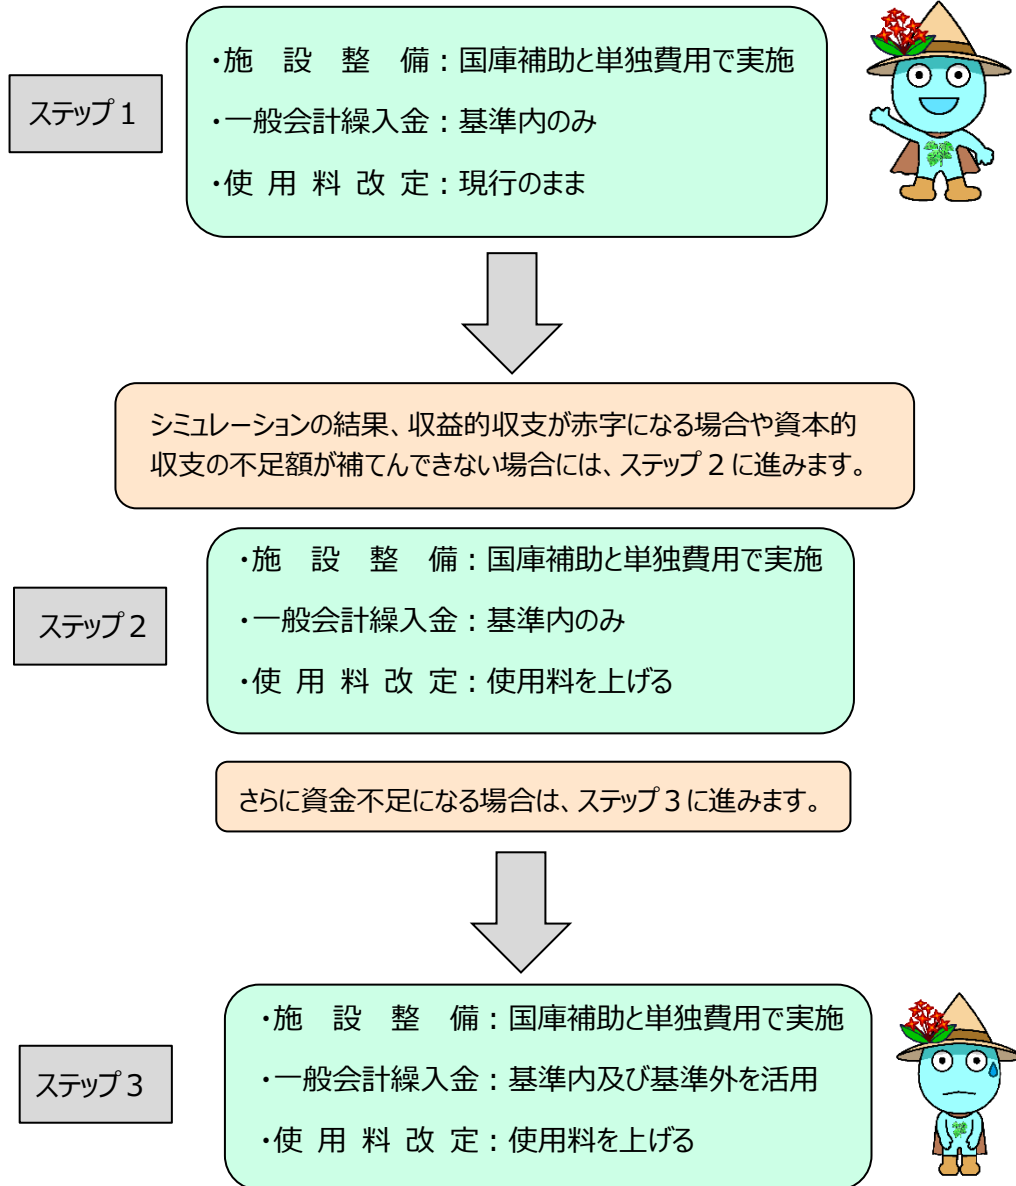 ステップ1
・施　設　整　備：国庫補助と単独費用で実施
・一般会計繰入金：基準内のみ
・使 用 料 改 定：現行のまま
シミュレーションの結果、収益的収支が赤字になる場合や資本的
収支の不足額が補てんできない場合には、ステップ2に進みます。
ステップ2
・施　設　整　備：国庫補助と単独費用で実施
・一般会計繰入金：基準内のみ
・使 用 料 改 定：使用料を上げる
さらに資金不足になる場合は、ステップ3に進みます。
ステップ3
・施　設　整　備：国庫補助と単独費用で実施
・一般会計繰入金：基準内及び基準外を活用
・使 用 料 改 定：使用料を上げる